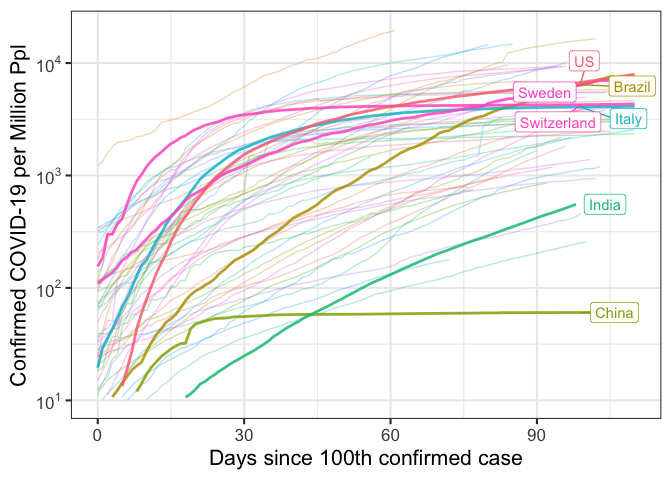 Confirmed COVID-19 per Million Ppl
10⁴
10³
10²
10¹
US
Brazil
Sweden
Italy
Switzerland
India
China
0
30
60
90
Days since 100th confirmed case